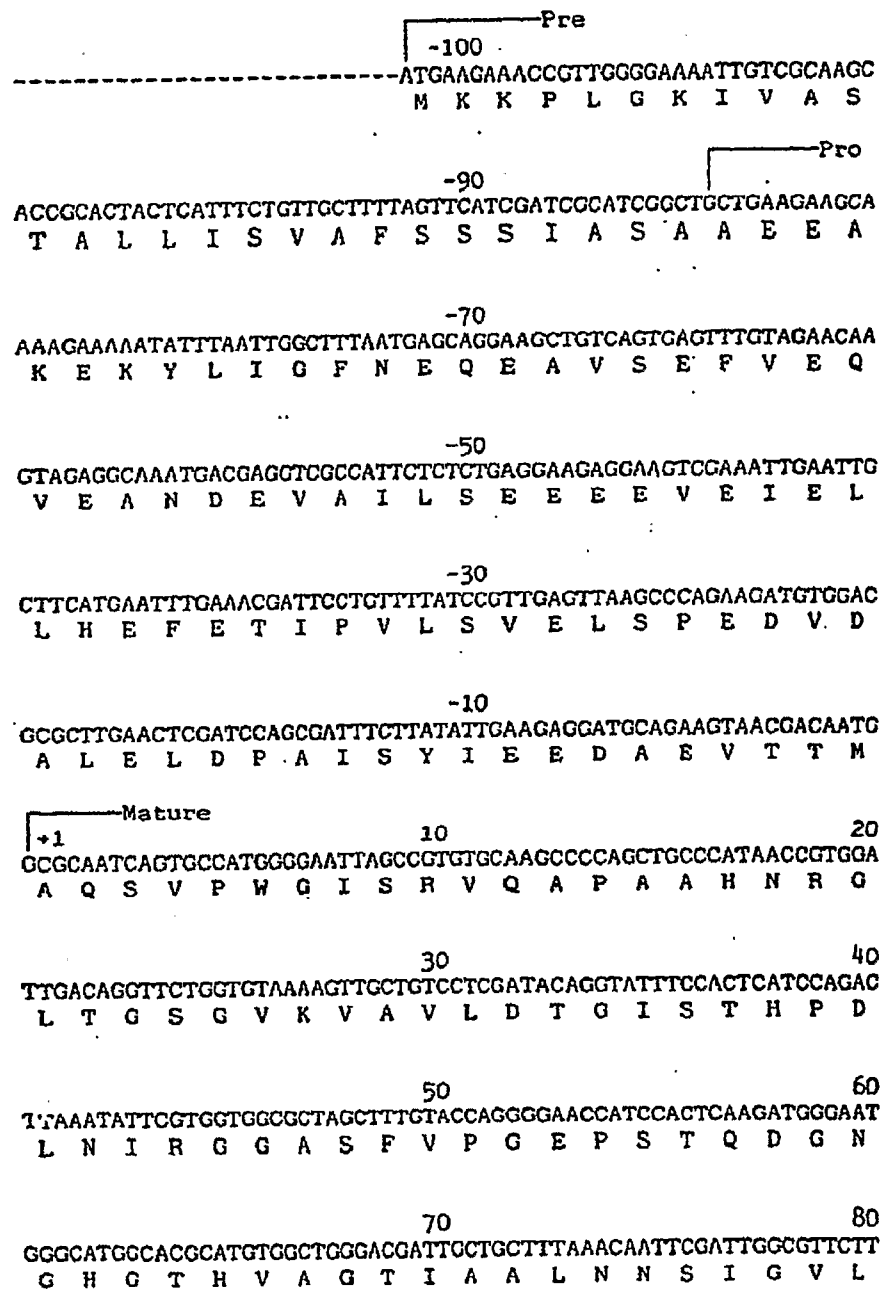 Pre
-100
ATGAAGAAACCGTTGGGGAAAATTGTCGCAAGC
M K K P L G K I V A S
Pro
-90
ACCGCACTACTCATTTCTGTTGCTTTTAGTTCATCGATCGCATCGGCTGCTGAAGAAGCA
T A L L I S V A F S S S I A S A A E E A
-70
AAAGAAAAATATTTAATTGGCTTTAATGAGCAGGAAGCTGTCAGTGAGTTTGTAGAACAA
K E K Y L I G F N E Q E A V S E F V E Q
-50
GTAGAGGCAAATGACGAGGTCGCCATTCTCTCTGAGGAAGAGGAAGTCGAAATTGAATTG
V E A N D E V A I L S E E E E V E I E L
-30
CTTCATGAATTTGAAACGATTCCTGTTTTATCCGTTGAGTTAAGCCCAGAAGATGTGGAC
L H E F E T I P V L S V E L S P E D V D
-10
GCGCTTGAACTCGATCCAGCGATTTCTTATATTGAAGAGGATGCAGAAGTAACGACAATG
A L E L D P A I S Y I E E D A E V T T M
Mature
+1 10 20
GCGCAATCAGTGCCATGGGGAATTAGCCGTGTGCAAGCCCCAGCTGCCCATAACCGTGGA
A Q S V P W G I S R V Q A P A A H N R G
30 40
TTGACAGGTTCTGGTGTAAAAGTTGCTGTCCTCGATACAGGTATTTCCACTCATCCAGAC
L T G S G V K V A V L D T G I S T H P D
50 60
TTAAATATTCGTGGTGGCGCTAGCTTTGTACCAGGGGAACCATCCACTCAAGATGGGAAT
L N I R G G A S F V P G E P S T Q D G N
70 80
GGGCATGGCACGCATGTGGCTGGGACGATTGCTGCTTTAAACAATTCGATTGGCGTTCTT
G H G T H V A G T I A A L N N S I G V L